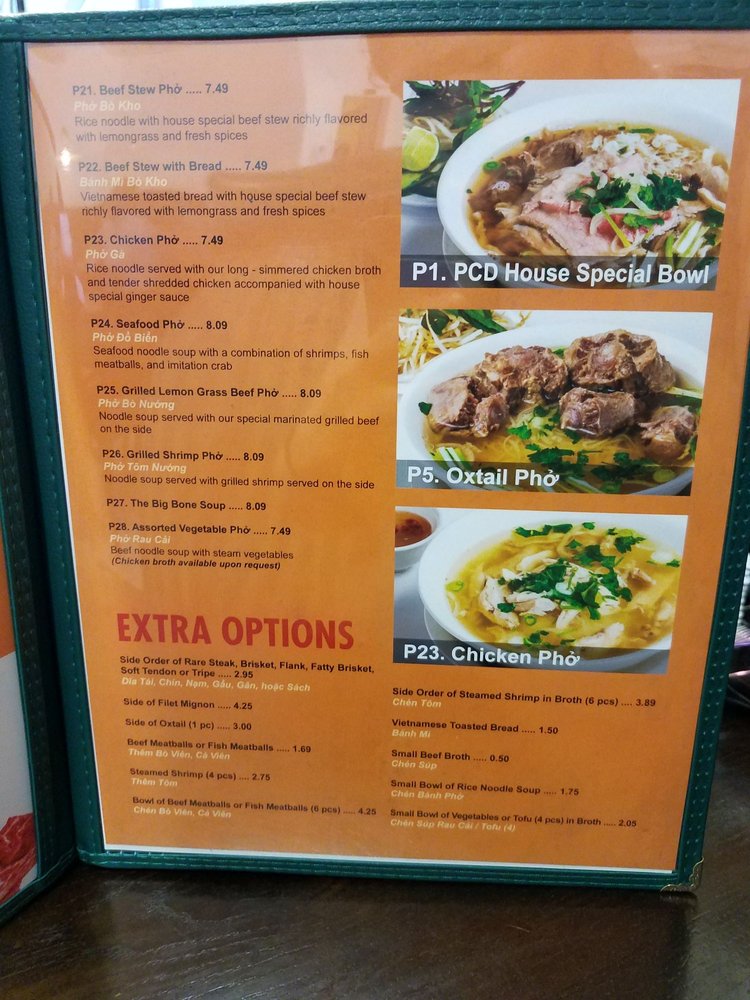 P21. Beef Stew Phở ..... 7.49
Phở Bò Kho
Rice noodle with house special beef stew richly flavored
with lemongrass and fresh spices
P22. Beef Stew with Bread ..... 7.49
Bánh Mì Bò Kho
Vietnamese toasted bread with house special beef stew
richly flavored with lemongrass and fresh spices
P23. Chicken Phở ..... 7.49
Phở Gà
Rice noodle served with our long - simmered chicken broth
and tender shredded chicken accompanied with house
special ginger sauce
P24. Seafood Phở ..... 8.09
Phở Đồ Biển
Seafood noodle soup with a combination of shrimps, fish
meatballs, and imitation crab
P25. Grilled Lemon Grass Beef Phở ..... 8.09
Phở Bò Nướng
Noodle soup served with our special marinated grilled beef
on the side
P26. Grilled Shrimp Phở ..... 8.09
Phở Tôm Nướng
Noodle soup served with grilled shrimp served on the side
P27. The Big Bone Soup ..... 8.09
P28. Assorted Vegetable Phở ..... 7.49
Phở Rau Cải
Beef noodle soup with steam vegetables
(Chicken broth available upon request)
P1. PCD House Special Bowl
P5. Oxtail Phở
P23. Chicken Phở
EXTRA OPTIONS
Side Order of Rare Steak, Brisket, Flank, Fatty Brisket,
Soft Tendon or Tripe ..... 2.95
Dĩa Tái, Chín, Nạm, Gầu, Gân, hoặc Sách
Side of Filet Mignon ..... 4.25
Side of Oxtail (1 pc) ..... 3.00
Beef Meatballs or Fish Meatballs ..... 1.69
Thêm Bò Viên, Cá Viên
Steamed Shrimp (4 pcs) .... 2.75
Thêm Tôm
Bowl of Beef Meatballs or Fish Meatballs (6 pcs) ..... 4.25
Chén Bò Viên, Cá Viên
Side Order of Steamed Shrimp in Broth (6 pcs) .... 3.89
Chén Tôm
Vietnamese Toasted Bread ..... 1.50
Bánh Mì
Small Beef Broth ..... 0.50
Chén Súp
Small Bowl of Rice Noodle Soup ..... 1.75
Chén Bánh Phở
Small Bowl of Vegetables or Tofu (4 pcs) in Broth ..... 2.05
Chén Súp Rau Cải / Tofu (4)